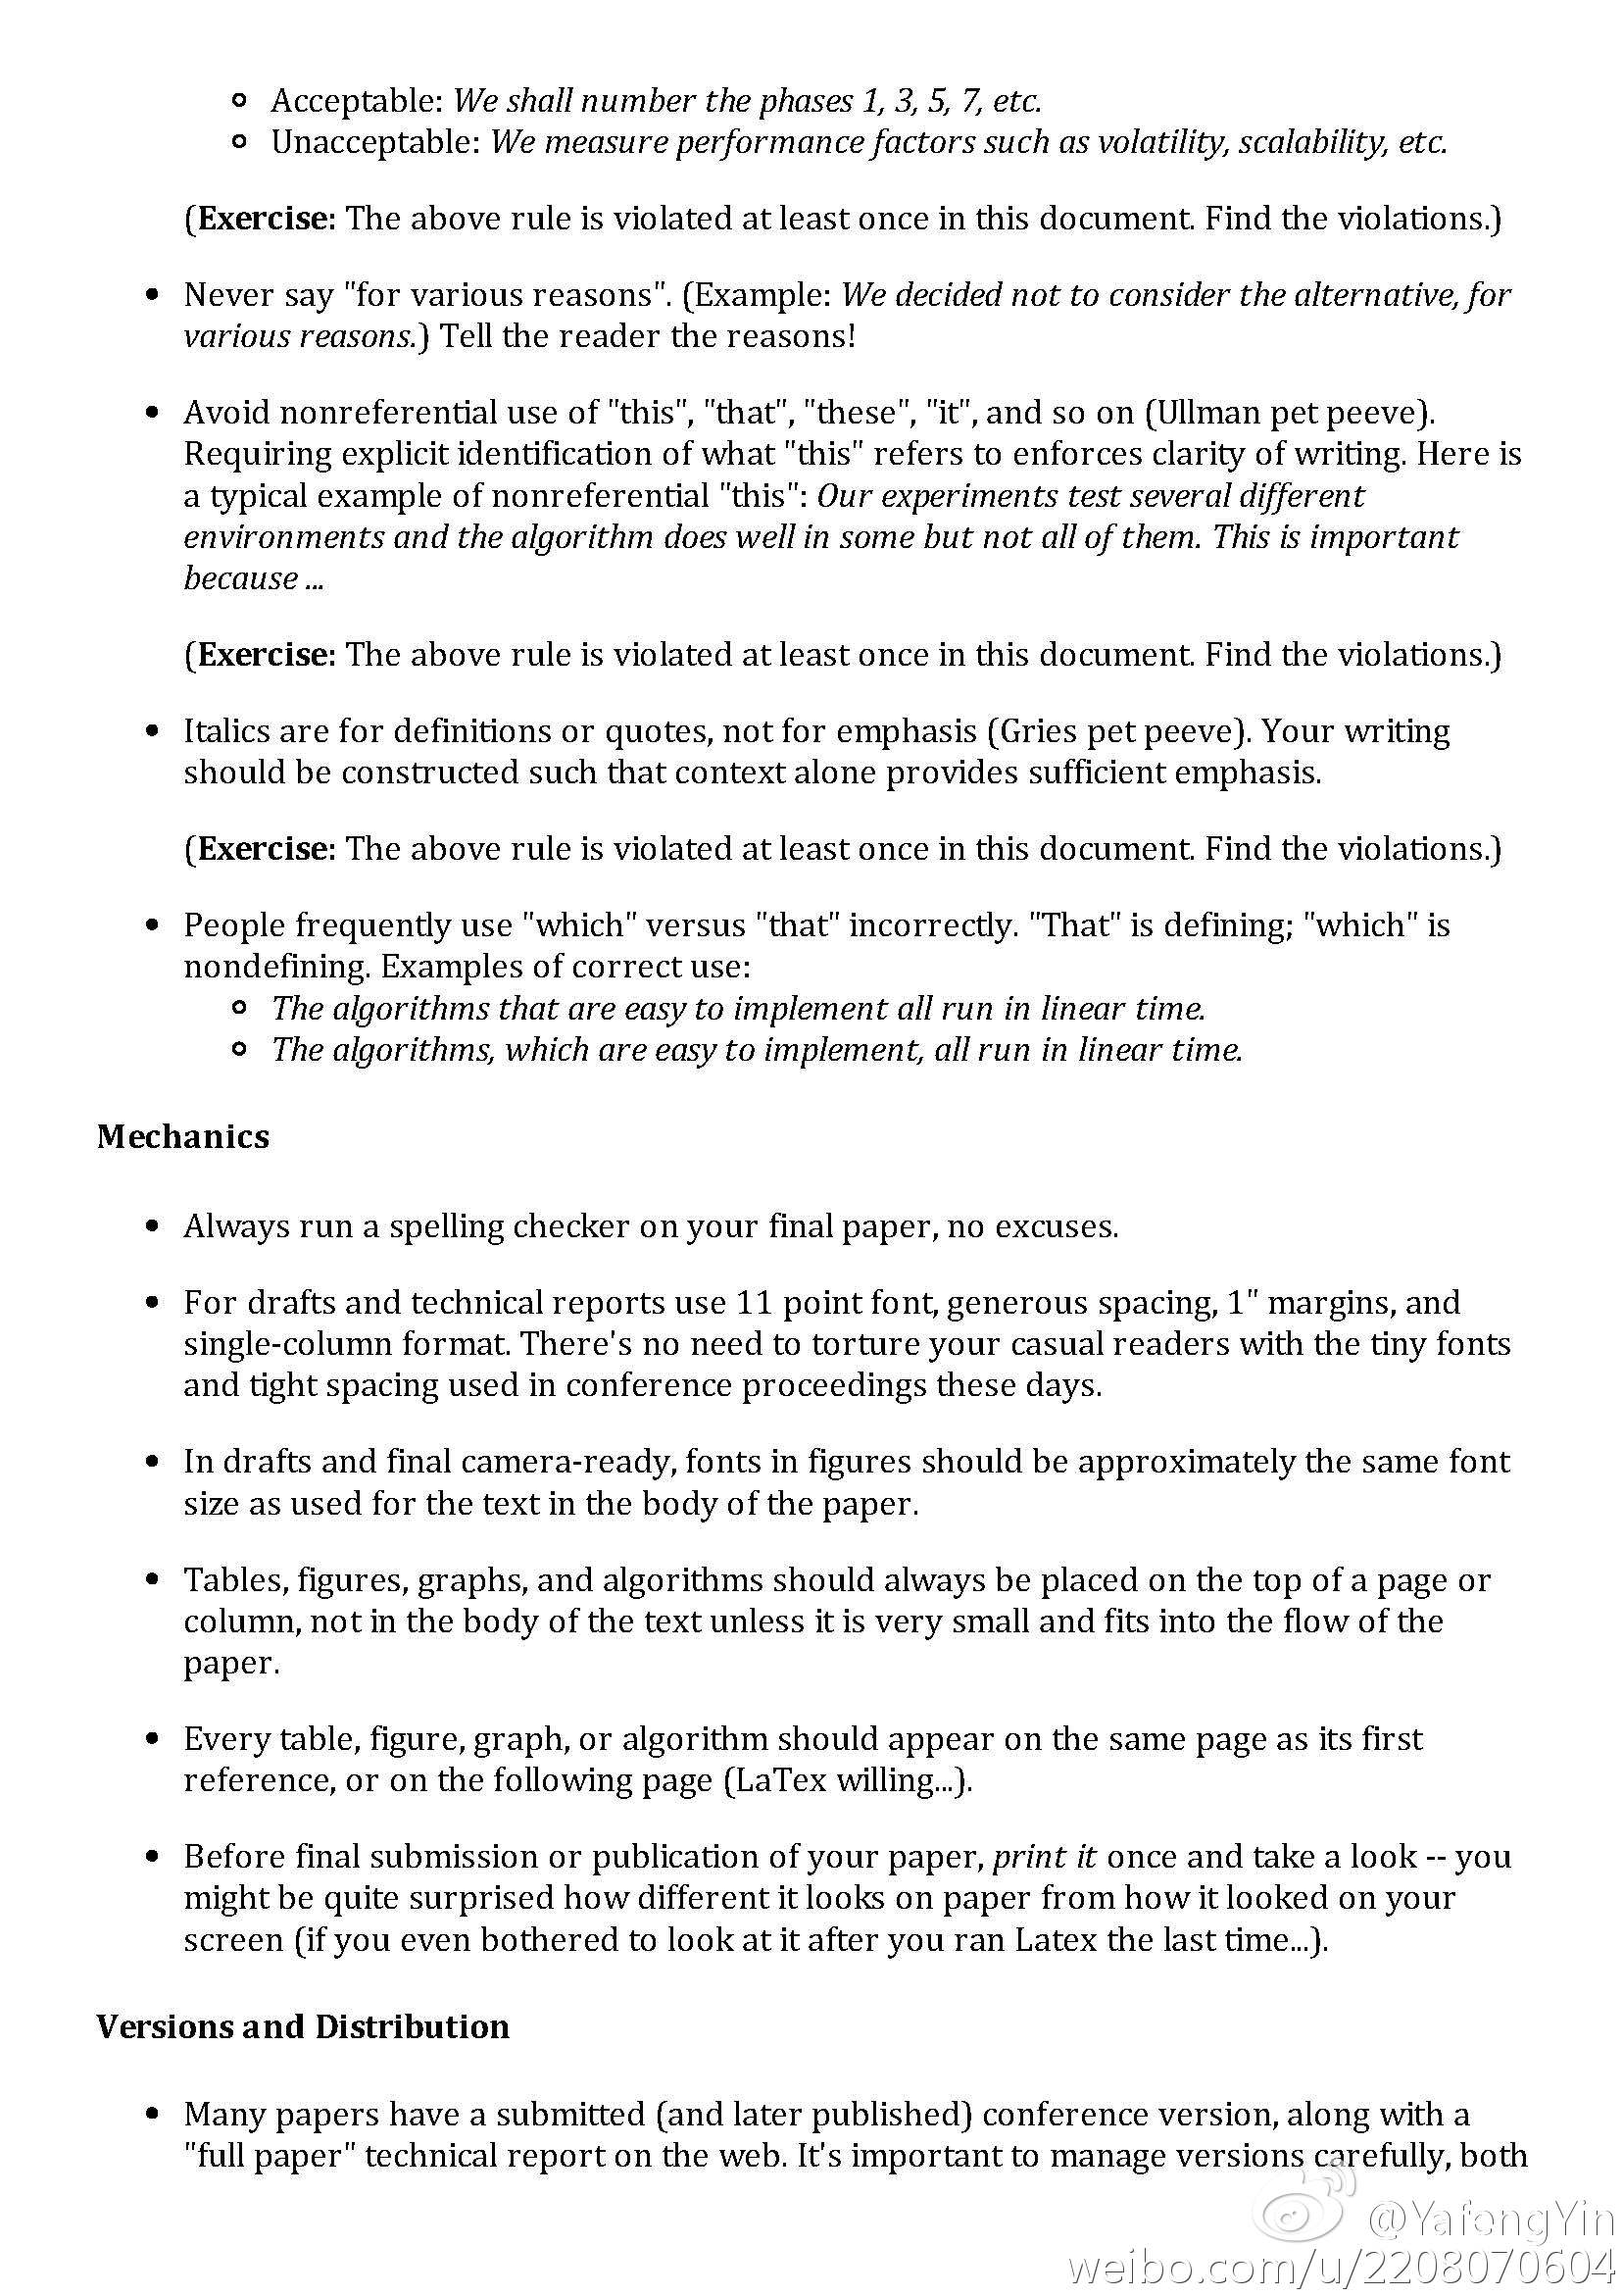 Acceptable: We shall number the phases 1, 3, 5, 7, etc.
Unacceptable: We measure performance factors such as volatility, scalability, etc.
(Exercise: The above rule is violated at least once in this document. Find the violations.)
Never say "for various reasons". (Example: We decided not to consider the alternative, for
various reasons.) Tell the reader the reasons!
Avoid nonreferential use of "this", "that", "these", "it", and so on (Ullman pet peeve).
Requiring explicit identification of what "this" refers to enforces clarity of writing. Here is
a typical example of nonreferential "this": Our experiments test several different
environments and the algorithm does well in some but not all of them. This is important
because ...
(Exercise: The above rule is violated at least once in this document. Find the violations.)
Italics are for definitions or quotes, not for emphasis (Gries pet peeve). Your writing
should be constructed such that context alone provides sufficient emphasis.
(Exercise: The above rule is violated at least once in this document. Find the violations.)
People frequently use "which" versus "that" incorrectly. "That" is defining; "which" is
nondefining. Examples of correct use:
The algorithms that are easy to implement all run in linear time.
The algorithms, which are easy to implement, all run in linear time.
Mechanics
Always run a spelling checker on your final paper, no excuses.
For drafts and technical reports use 11 point font, generous spacing, 1" margins, and
single-column format. There's no need to torture your casual readers with the tiny fonts
and tight spacing used in conference proceedings these days.
In drafts and final camera-ready, fonts in figures should be approximately the same font
size as used for the text in the body of the paper.
Tables, figures, graphs, and algorithms should always be placed on the top of a page or
column, not in the body of the text unless it is very small and fits into the flow of the
paper.
Every table, figure, graph, or algorithm should appear on the same page as its first
reference, or on the following page (LaTex willing...).
Before final submission or publication of your paper, print it once and take a look -- you
might be quite surprised how different it looks on paper from how it looked on your
screen (if you even bothered to look at it after you ran Latex the last time...).
Versions and Distribution
Many papers have a submitted (and later published) conference version, along with a
"full paper" technical report on the web. It's important to manage versions carefully, both
@YafengYin
weibo.com/u/2208070604